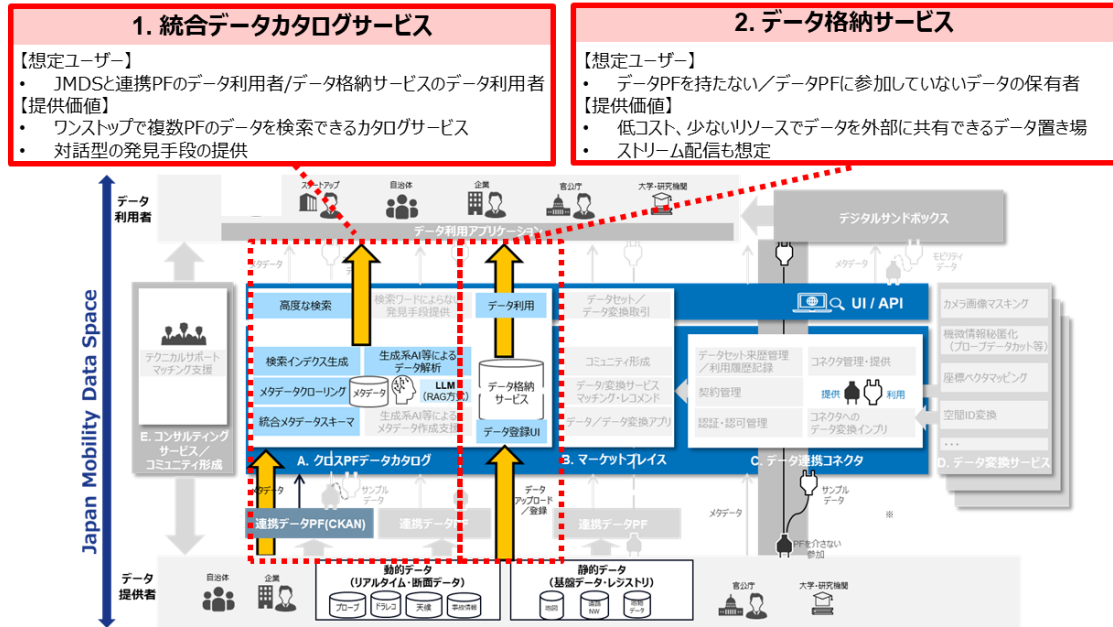 1. 統合データカタログサービス
【想定ユーザー】
• JMDSと連携PFのデータ利用者/データ格納サービスのデータ利用者
【提供価値】
• ワンストップで複数PFのデータを検索できるカタログサービス
• 対話型の発見手段の提供
2. データ格納サービス
【想定ユーザー】
• データPFを持たない／データPFに参加していないデータの保有者
【提供価値】
• 低コスト、少ないリソースでデータを外部に共有できるデータ置き場
• ストリーム配信も想定
Japan Mobility Data Space
データ
利用者
スタートアップ
自治体
企業
官公庁
大学・研究機関
データ利用アプリケーション
デジタルサンドボックス
メタデータ
メタデータ
メタデータ
モビリティ
データ
UI / API
高度な検索
検索ワードによらない
発見手段提供
データ利用
データセット／
データ変換取引
検索インデックス生成
生成系AI等による
データ解析
メタデータクローリング
メタデータ
LLM
（RAG方式）
統合メタデータスキーマ
生成系AI等による
メタデータ作成支援
データ格納
サービス
データ登録UI
コミュニティ形成
データ/変換サービス
マッチング・レコメンド
データ／データ変換アプリ
データセット来歴管理
／利用履歴記録
コネクタ管理・提供
契約管理
提供
利用
認証・認可管理
コネクタへの
データ変換インプリ
カメラ画像マスキング
機微情報秘匿化
（プローブデータカット等）
座標ベクタマッピング
空間ID変換
...
D. データ変換サービス
テクニカルサポート
マッチング支援
E. コンサルティング
サービス／
コミュニティ形成
A. クロスPFデータカタログ
B. マーケットプレイス
C. データ連携コネクタ
メタデータ
サンプル
データ
データ
アップロード
／登録
メタデータ
サンプル
データ
※
連携データPF(CKAN)
連携データPF
連携データPF
PFを介さない
参加
データ
提供者
自治体
企業
動的データ
（リアルタイム・断面データ）
プローブ
ドラレコ
天候
事故情報
静的データ
（基盤データ・レジストリ）
地図
道路
NW
データ
官公庁
大学・研究機関